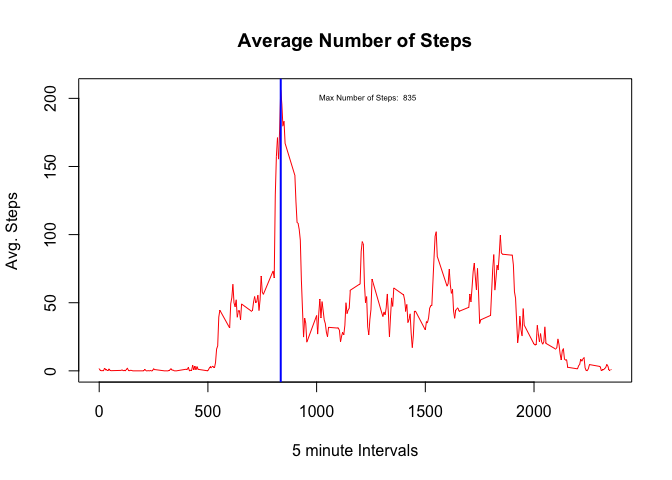 Average Number of Steps
Max Number of Steps:  835
Avg. Steps
200
150
100
50
0
0 500 1000 1500 2000
5 minute Intervals